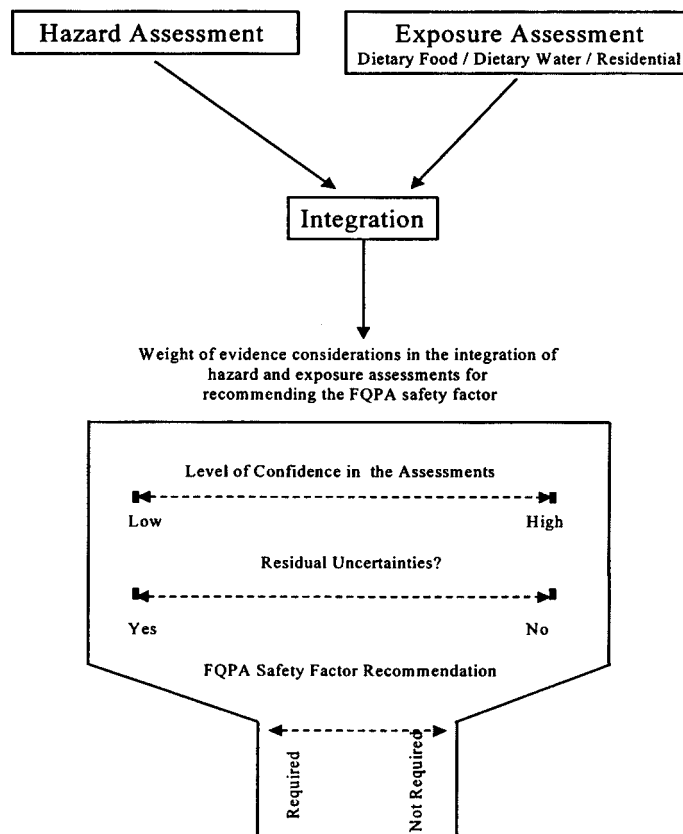 Hazard Assessment
Exposure Assessment
Dietary Food / Dietary Water / Residential
Integration
Weight of evidence considerations in the integration of
hazard and exposure assessments for
recommending the FQPA safety factor
Level of Confidence in the Assessments
Low
High
Residual Uncertainties?
Yes
No
FQPA Safety Factor Recommendation
Required
Not Required